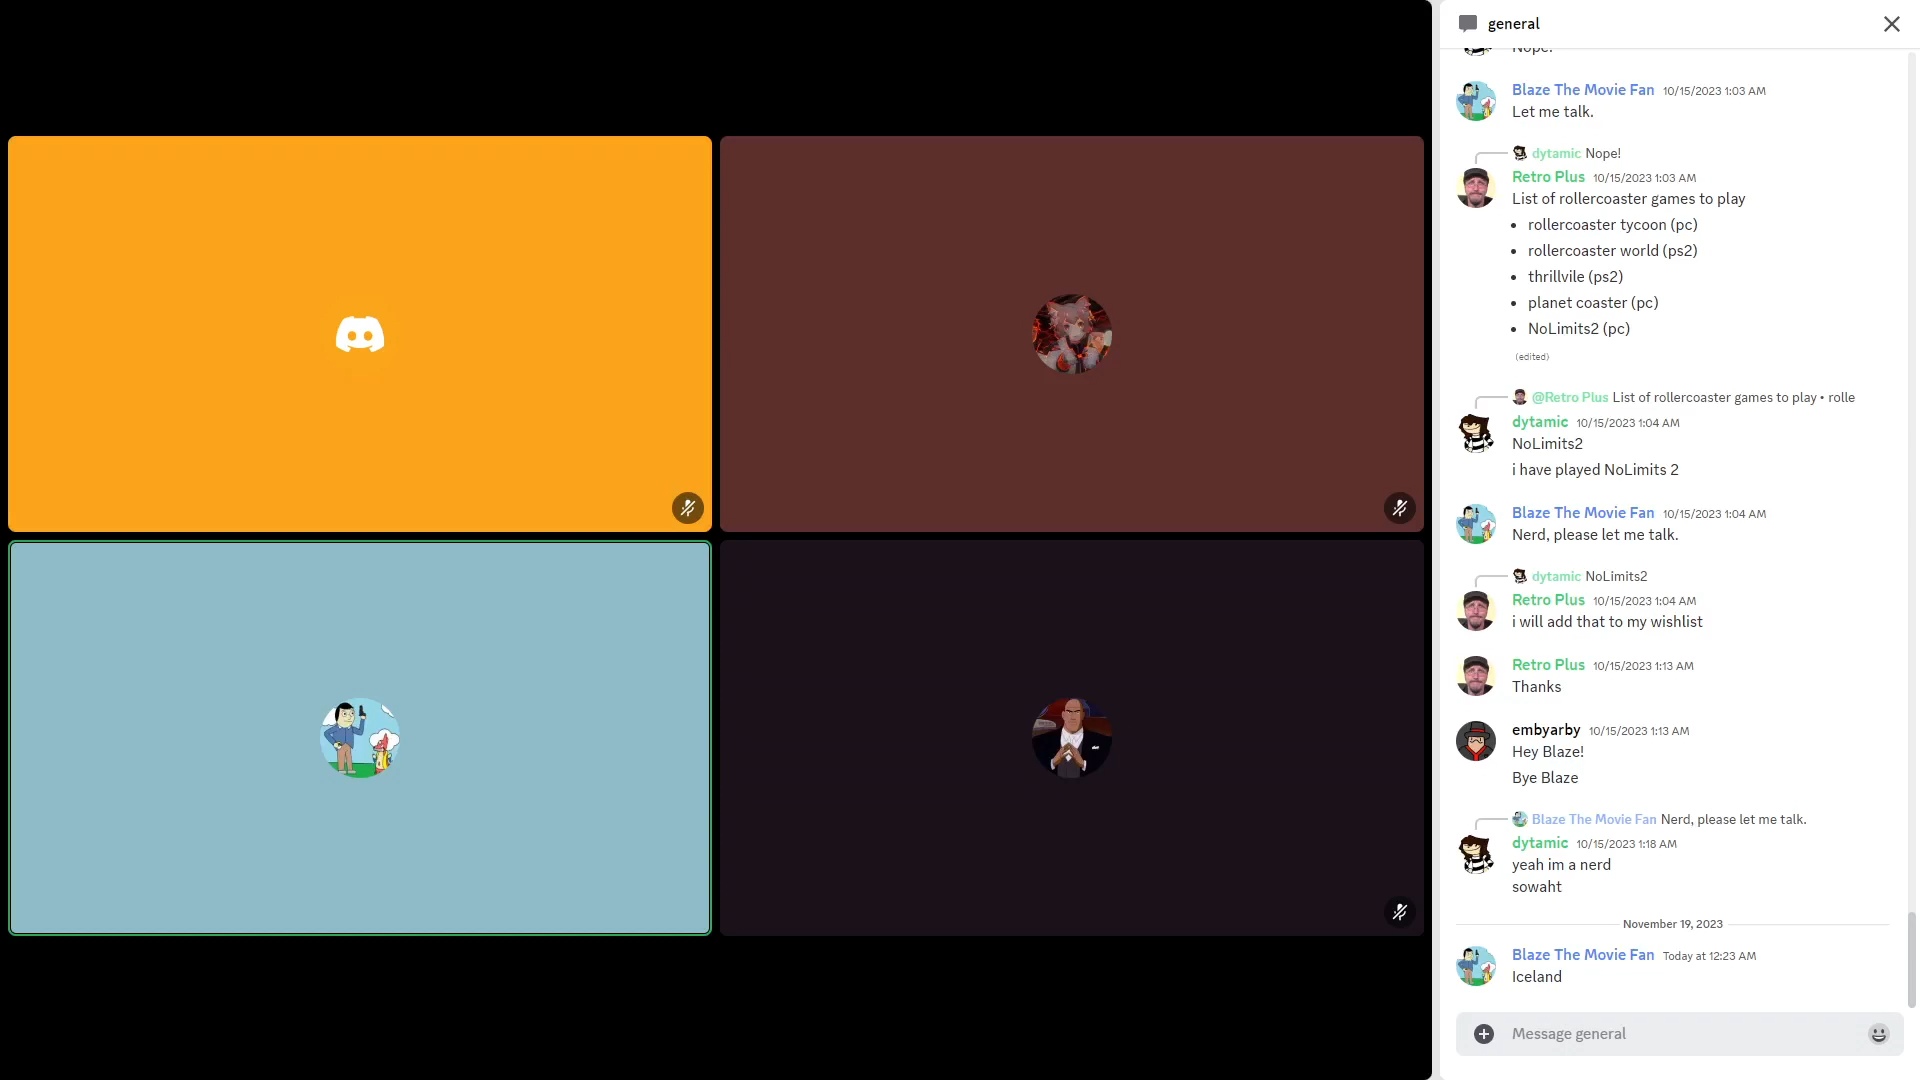 general
Nope!
Blaze The Movie Fan 10/15/2023 1:03 AM
Let me talk.
dytamic Nope!
Retro Plus 10/15/2023 1:03 AM
List of rollercoaster games to play
• rollercoaster tycoon (pc)
• rollercoaster world (ps2)
• thrillvile (ps2)
• planet coaster (pc)
• NoLimits2 (pc)
(edited)
@Retro Plus List of rollercoaster games to play • rolle
dytamic 10/15/2023 1:04 AM
NoLimits2
i have played NoLimits 2
Blaze The Movie Fan 10/15/2023 1:04 AM
Nerd, please let me talk.
dytamic NoLimits2
Retro Plus 10/15/2023 1:04 AM
i will add that to my wishlist
Retro Plus 10/15/2023 1:13 AM
Thanks
embyarby 10/15/2023 1:13 AM
Hey Blaze!
Bye Blaze
Blaze The Movie Fan Nerd, please let me talk.
dytamic 10/15/2023 1:18 AM
yeah im a nerd
sowaht
November 19, 2023
Blaze The Movie Fan Today at 12:23 AM
Iceland
Message general